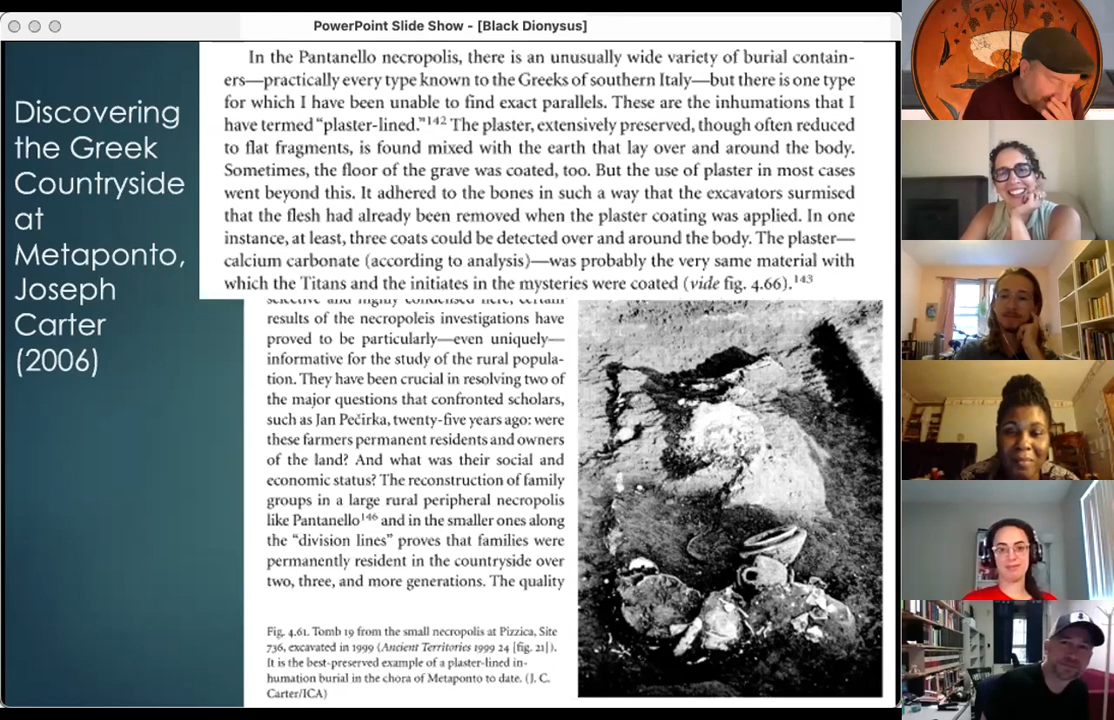 PowerPoint Slide Show - [Black Dionysus]
Discovering
the Greek
Countryside
at
Metaponto,
Joseph
Carter
(2006)
In the Pantanello necropolis, there is an unusually wide variety of burial contain-
ers—practically every type known to the Greeks of southern Italy—but there is one type
for which I have been unable to find exact parallels. These are the inhumations that I
have termed “plaster-lined.”142 The plaster, extensively preserved, though often reduced
to flat fragments, is found mixed with the earth that lay over and around the body.
Sometimes, the floor of the grave was coated, too. But the use of plaster in most cases
went beyond this. It adhered to the bones in such a way that the excavators surmised
that the flesh had already been removed when the plaster coating was applied. In one
instance, at least, three coats could be detected over and around the body. The plaster—
calcium carbonate (according to analysis)—was probably the very same material with
which the Titans and the initiates in the mysteries were coated (vide fig. 4.66).143
selective and highly condensed here, certain
results of the necropoleis investigations have
proved to be particularly—even uniquely—
informative for the study of the rural popula-
tion. They have been crucial in resolving two of
the major questions that confronted scholars,
such as Jan Pečírka, twenty-five years ago: were
these farmers permanent residents and owners
of the land? And what was their social and
economic status? The reconstruction of family
groups in a large rural peripheral necropolis
like Pantanello146 and in the smaller ones along
the “division lines” proves that families were
permanently resident in the countryside over
two, three, and more generations. The quality
Fig. 4.61. Tomb 19 from the small necropolis at Pizzica, Site
736, excavated in 1999 (Ancient Territories 1999 24 [fig. 21]).
It is the best-preserved example of a plaster-lined in-
humation burial in the chora of Metaponto to date. (J. C.
Carter/ICA)